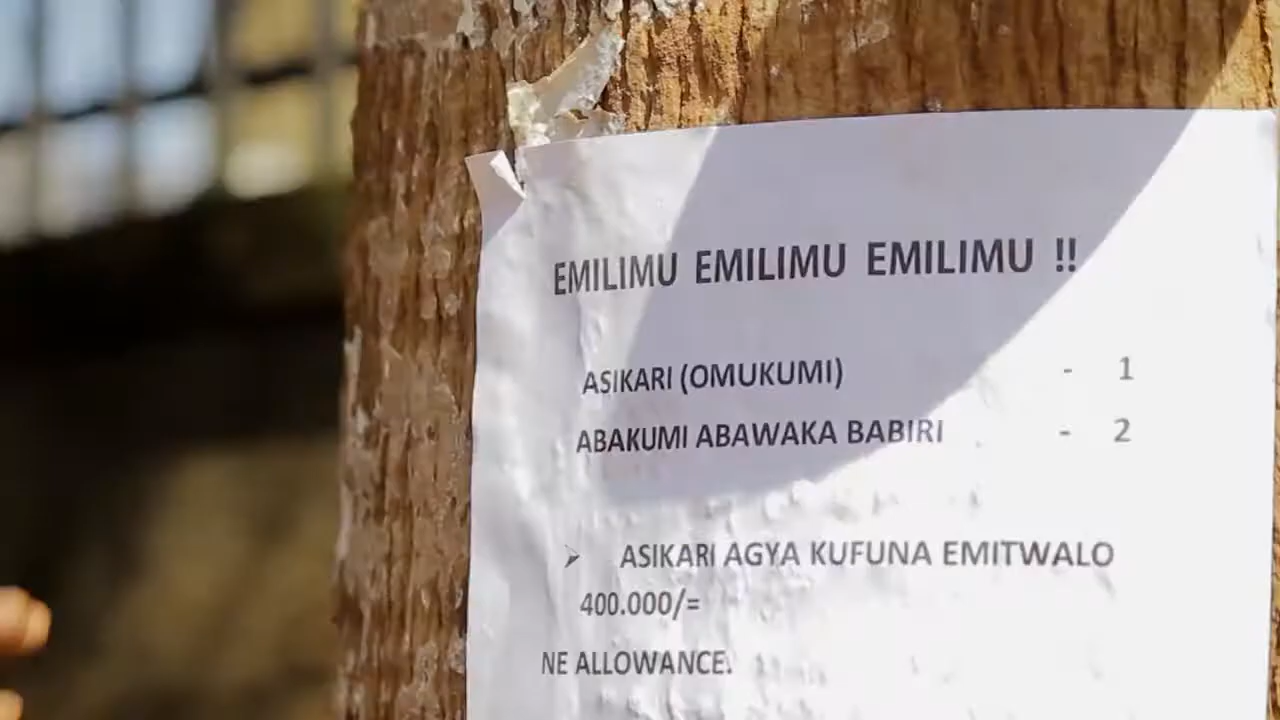 EMILIMU EMILIMU EMILIMU !!
ASIKARI (OMUKUMI) - 1
ABAKUMI ABAWAKA BABIRI - 2
➢ ASIKARI AGYA KUFUNA EMITWALO
400.000/=
NE ALLOWANCE.